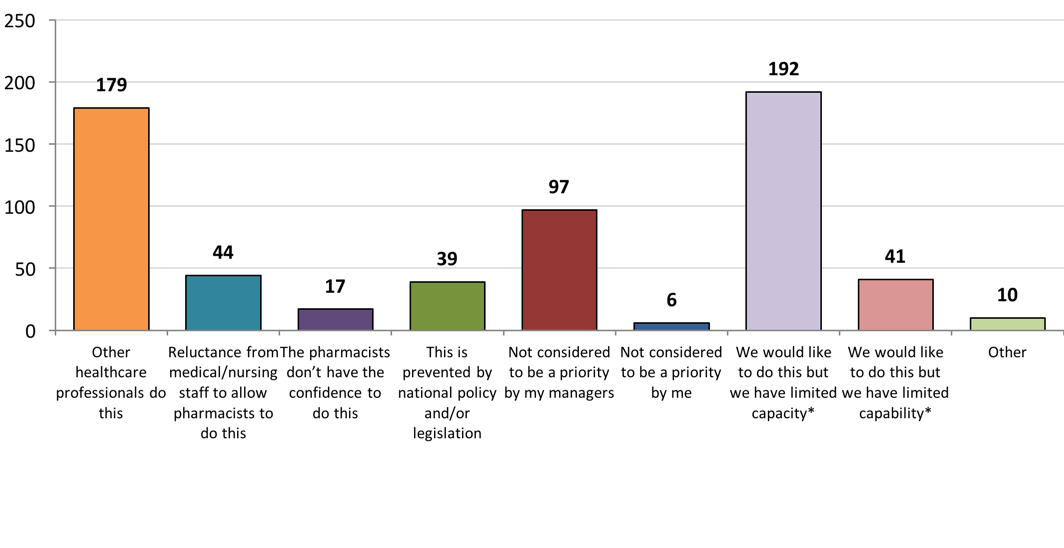 250
200
150
100
50
0
179
44
17
39
97
6
192
41
10
Other
healthcare
professionals do
this
Reluctance from
medical/nursing
staff to allow
pharmacists to
do this
The pharmacists
don’t have the
confidence to
do this
This is
prevented by
national policy
and/or
legislation
Not considered
to be a priority
by my managers
Not considered
to be a priority
by me
We would like
to do this but
we have limited
capacity*
We would like
to do this but
we have limited
capability*
Other